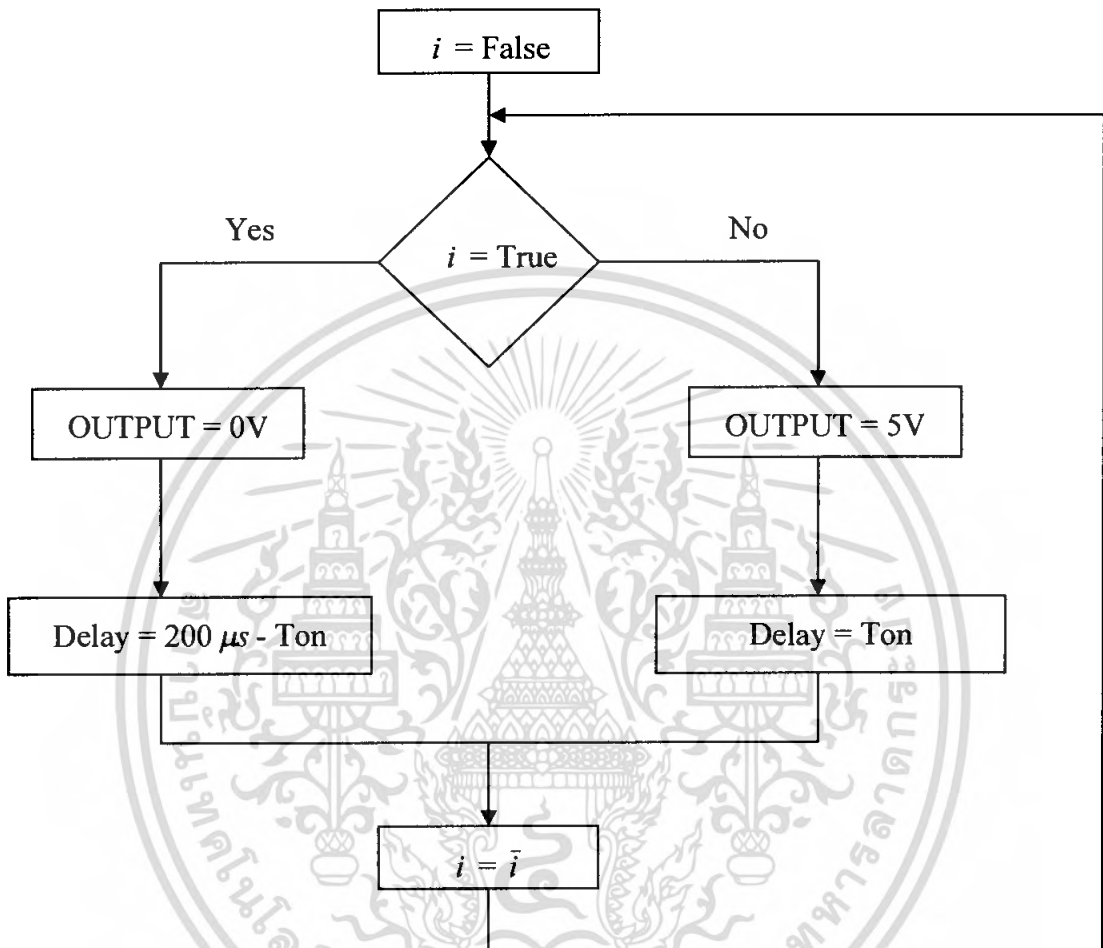 i = False
i = True
Yes
No
OUTPUT = 0V
OUTPUT = 5V
Delay = 200 μs - Ton
Delay = Ton
i = ī